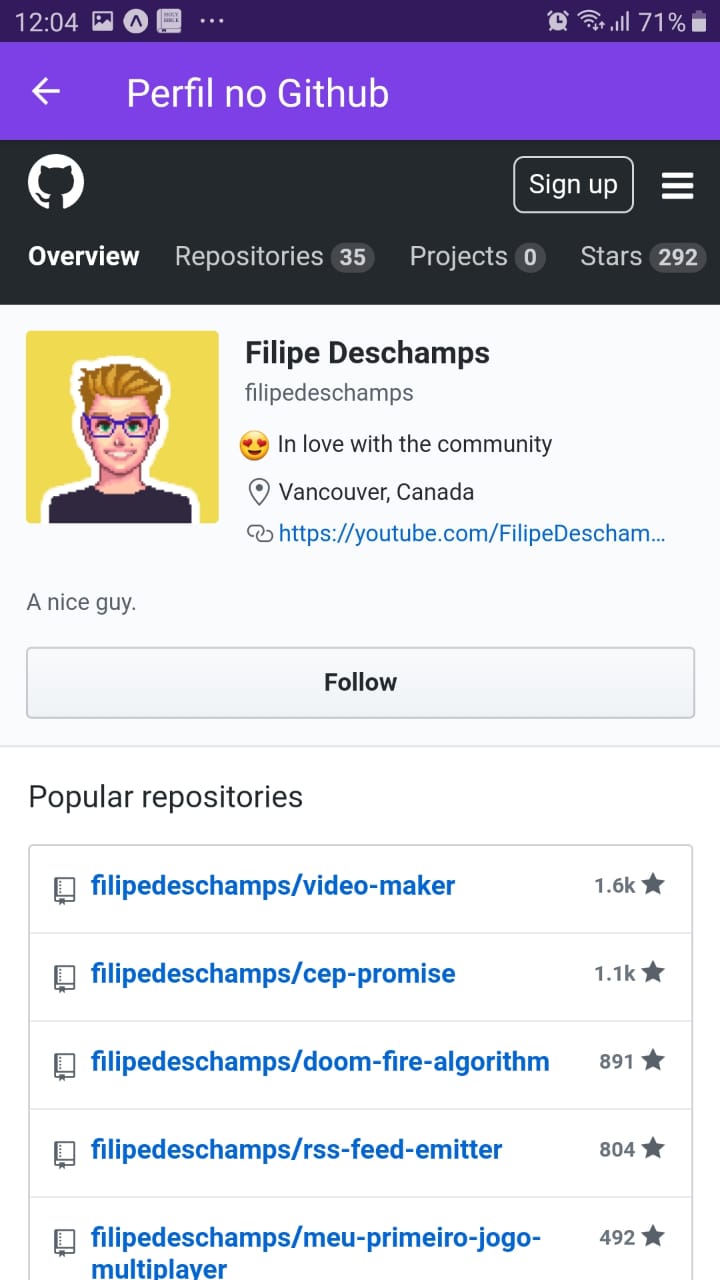 12:04 HOLY BIBLE ... 71%
Perfil no Github
Sign up
Overview Repositories 35 Projects 0 Stars 292
Filipe Deschamps
filipedeschamps
In love with the community
Vancouver, Canada
https://youtube.com/FilipeDescham...
A nice guy.
Follow
Popular repositories
filipedeschamps/video-maker 1.6k
filipedeschamps/cep-promise 1.1k
filipedeschamps/doom-fire-algorithm 891
filipedeschamps/rss-feed-emitter 804
filipedeschamps/meu-primeiro-jogo- 492
multiplayer